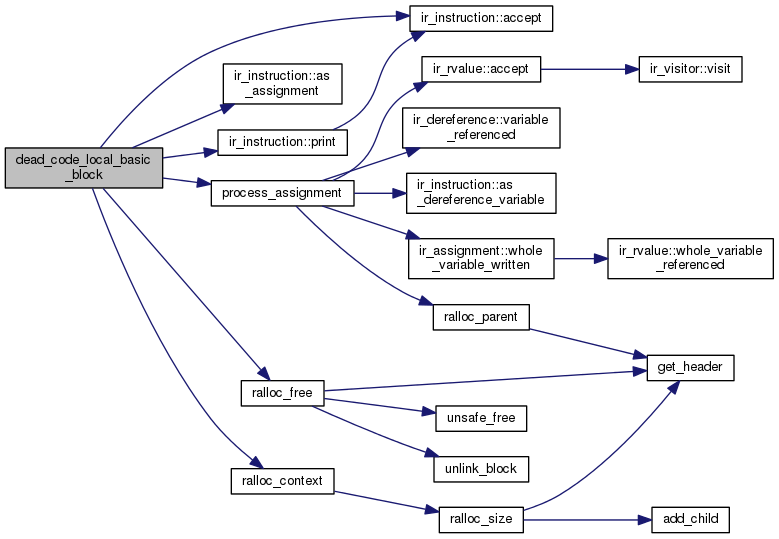 ir_instruction::accept
ir_instruction::as
_assignment
ir_rvalue::accept
ir_visitor::visit
ir_dereference::variable
_referenced
ir_instruction::print
dead_code_local_basic
_block
process_assignment
ir_instruction::as
_dereference_variable
ir_assignment::whole
_variable_written
ir_rvalue::whole_variable
_referenced
ralloc_parent
get_header
ralloc_free
unsafe_free
unlink_block
ralloc_context
ralloc_size
add_child